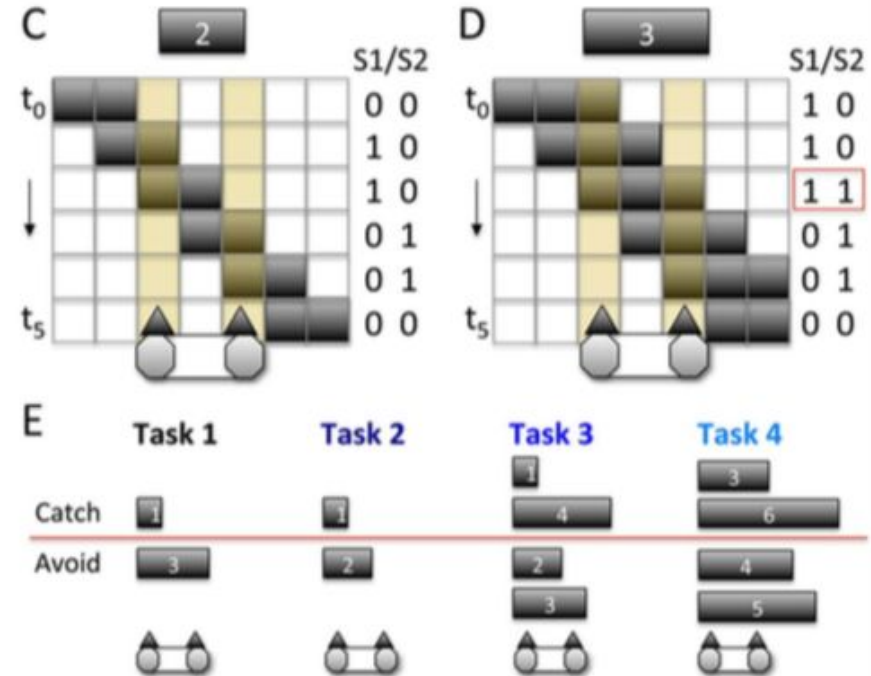 C
2
S1/S2
t0
0 0
1 0
1 0
0 1
0 1
t5
0 0
D
3
S1/S2
t0
1 0
1 0
1 1
0 1
0 1
t5
0 0
E
Task 1 Task 2 Task 3 Task 4
1 3
Catch 1 1 4 6
Avoid 3 2 2 4
3 5